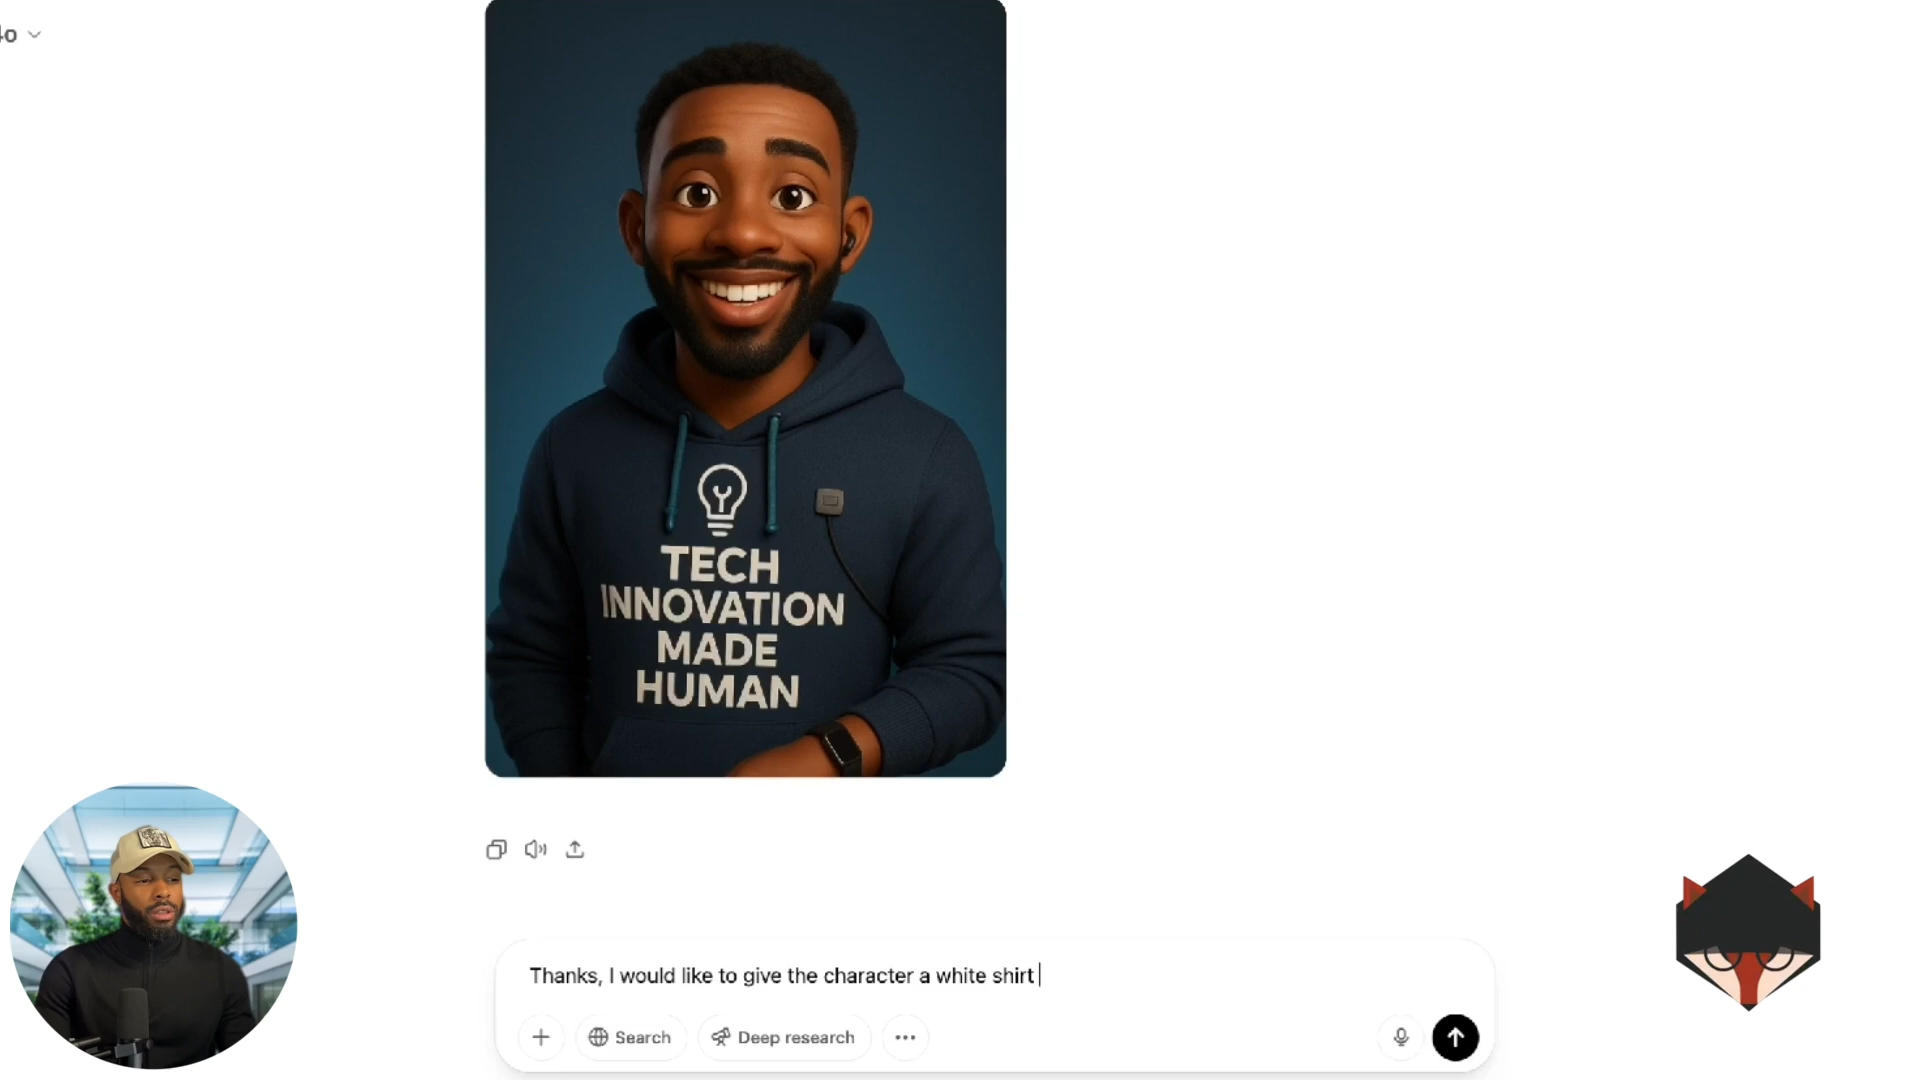 4o
TECH
INNOVATION
MADE
HUMAN
Thanks, I would like to give the character a white shirt
Search
Deep research